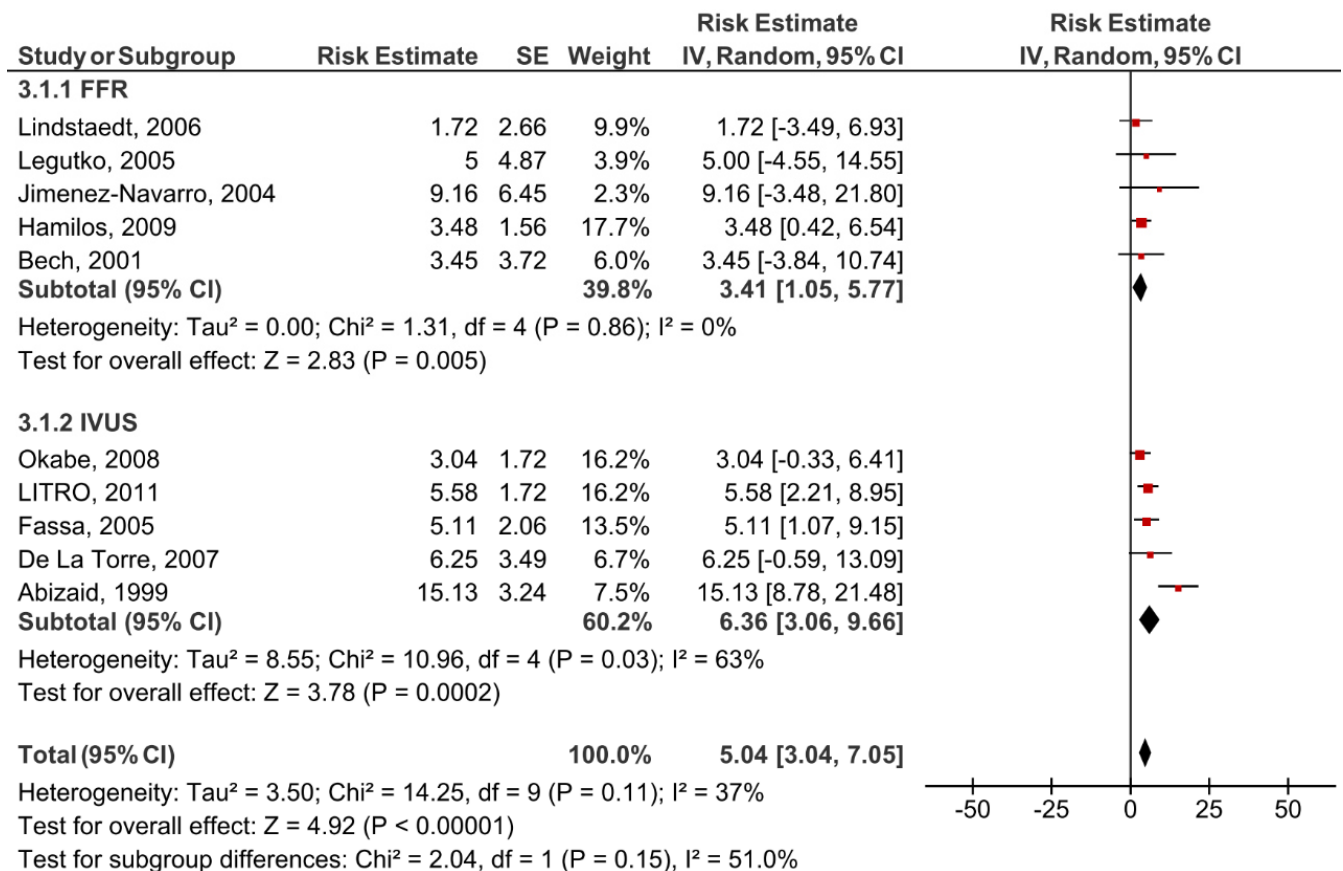 Risk Estimate Risk Estimate
Study or Subgroup Risk Estimate SE Weight IV, Random, 95% CI IV, Random, 95% CI
3.1.1 FFR
Lindstaedt, 2006 1.72 2.66 9.9% 1.72 [-3.49, 6.93]
Legutko, 2005 5 4.87 3.9% 5.00 [-4.55, 14.55]
Jimenez-Navarro, 2004 9.16 6.45 2.3% 9.16 [-3.48, 21.80]
Hamilos, 2009 3.48 1.56 17.7% 3.48 [0.42, 6.54]
Bech, 2001 3.45 3.72 6.0% 3.45 [-3.84, 10.74]
Subtotal (95% CI) 39.8% 3.41 [1.05, 5.77]
Heterogeneity: Tau² = 0.00; Chi² = 1.31, df = 4 (P = 0.86); I² = 0%
Test for overall effect: Z = 2.83 (P = 0.005)
3.1.2 IVUS
Okabe, 2008 3.04 1.72 16.2% 3.04 [-0.33, 6.41]
LITRO, 2011 5.58 1.72 16.2% 5.58 [2.21, 8.95]
Fassa, 2005 5.11 2.06 13.5% 5.11 [1.07, 9.15]
De La Torre, 2007 6.25 3.49 6.7% 6.25 [-0.59, 13.09]
Abizaid, 1999 15.13 3.24 7.5% 15.13 [8.78, 21.48]
Subtotal (95% CI) 60.2% 6.36 [3.06, 9.66]
Heterogeneity: Tau² = 8.55; Chi² = 10.96, df = 4 (P = 0.03); I² = 63%
Test for overall effect: Z = 3.78 (P = 0.0002)
Total (95% CI) 100.0% 5.04 [3.04, 7.05]
Heterogeneity: Tau² = 3.50; Chi² = 14.25, df = 9 (P = 0.11); I² = 37%
-50 -25 0 25 50
Test for overall effect: Z = 4.92 (P < 0.00001)
Test for subgroup differences: Chi² = 2.04, df = 1 (P = 0.15), I² = 51.0%